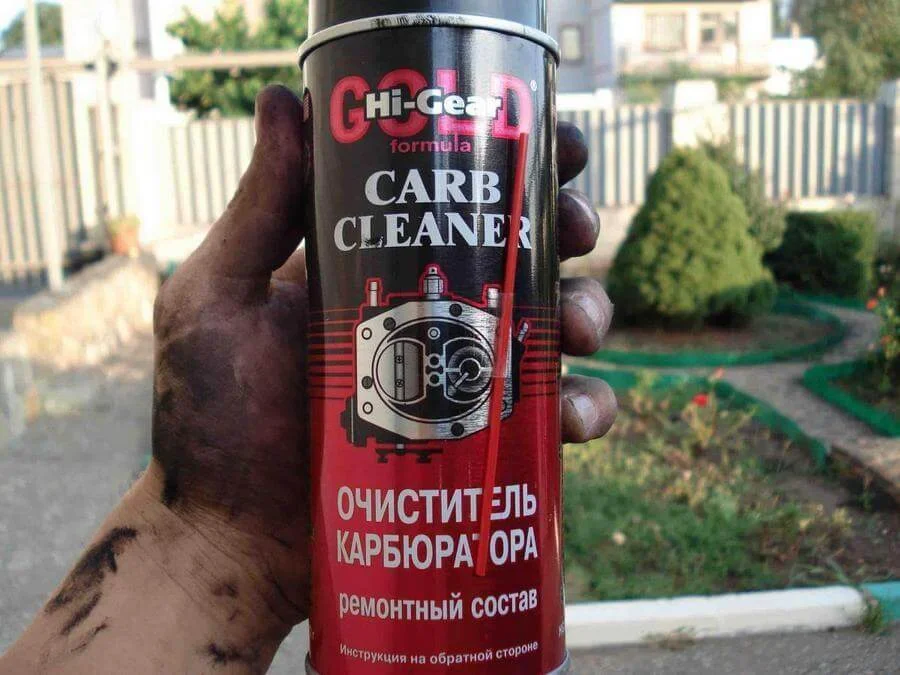 GOLD®
Hi-Gear
formula
CARB
CLEANER
ОЧИСТИТЕЛЬ
КАРБЮРАТОРА
ремонтный состав
Инструкция на обратной стороне